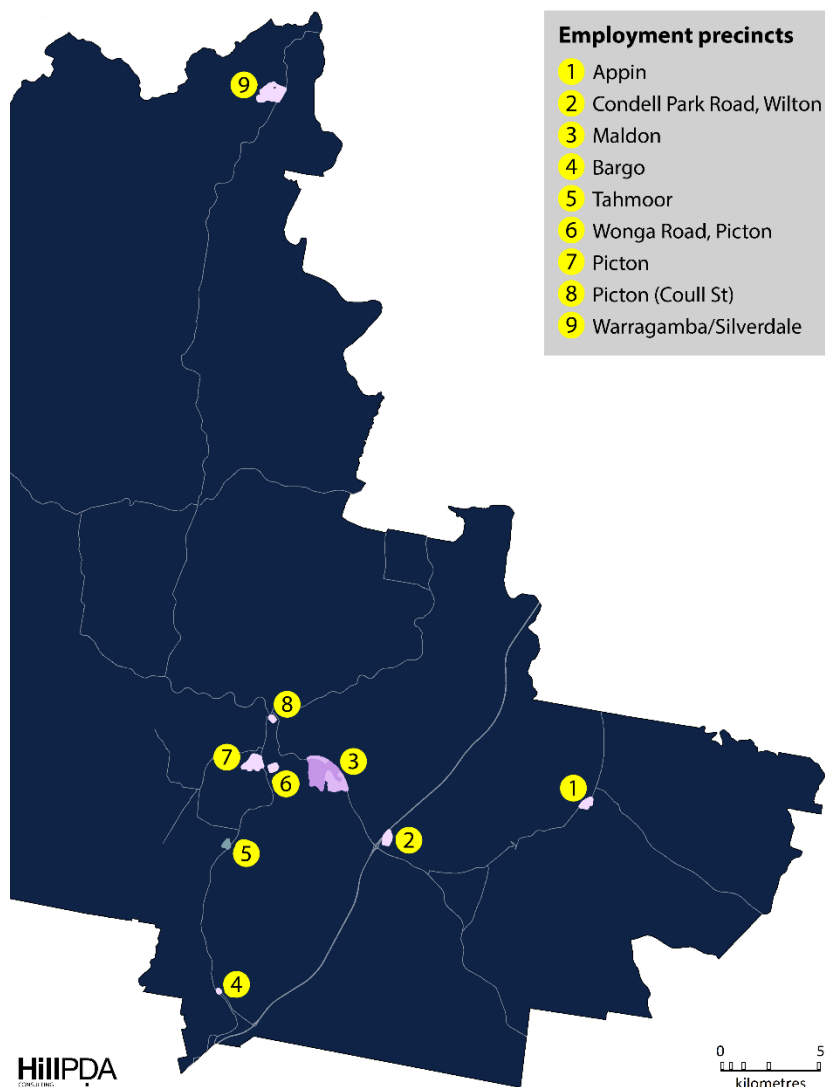 Employment precincts
1 Appin
2 Condell Park Road, Wilton
3 Maldon
4 Bargo
5 Tahmoor
6 Wonga Road, Picton
7 Picton
8 Picton (Coull St)
9 Warragamba/Silverdale
9
8
7
3
6
1
2
5
4
HillPDA
CONSULTING
0 5
kilometres